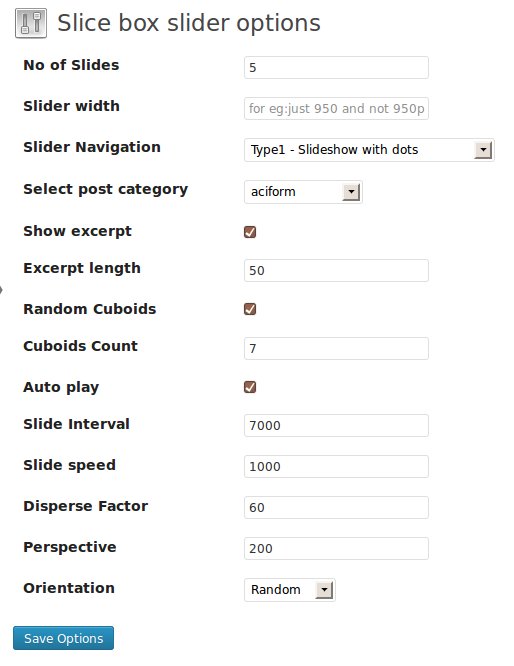 Slice box slider options
No of Slides 5
Slider width for eg:just 950 and not 950p
Slider Navigation Type1 - Slideshow with dots
Select post category aciform
Show excerpt
Excerpt length 50
Random Cuboids
Cuboids Count 7
Auto play
Slide Interval 7000
Slide speed 1000
Disperse Factor 60
Perspective 200
Orientation Random
Save Options